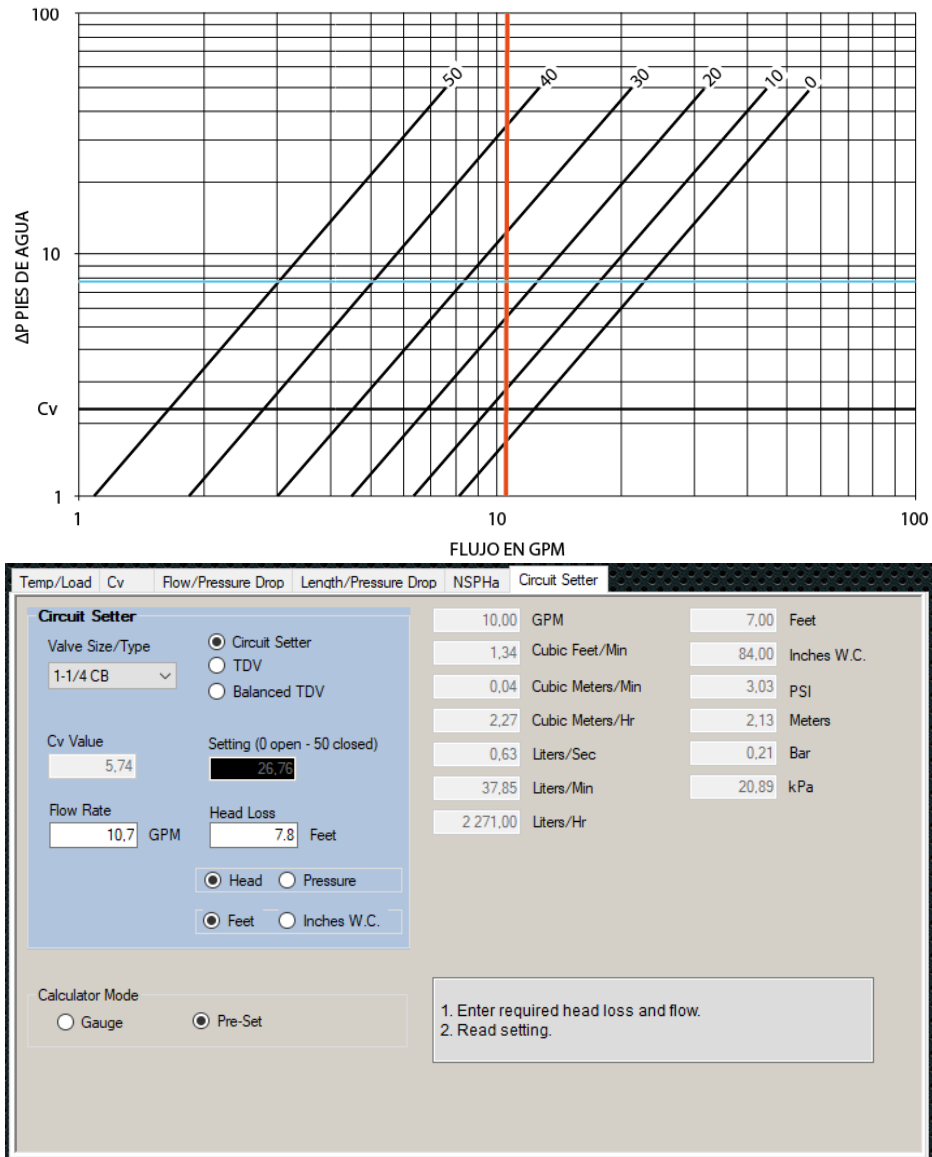 100
50
40
30
20
10
0
ΔP PIES DE AGUA
10
Cv
1
1
10
100
FLUJO EN GPM
Temp/Load Cv Flow/Pressure Drop Length/Pressure Drop NSPHa Circuit Setter
Circuit Setter
Valve Size/Type
1-1/4 CB
Circuit Setter
TDV
Balanced TDV
Cv Value
5,74
Setting (0 open - 50 closed)
26,76
Flow Rate
10,7 GPM
Head Loss
7.8 Feet
Head Pressure
Feet Inches W.C.
10,00 GPM
1,34 Cubic Feet/Min
0,04 Cubic Meters/Min
2,27 Cubic Meters/Hr
0,63 Liters/Sec
37,85 Liters/Min
2 271,00 Liters/Hr
7,00 Feet
84,00 Inches W.C.
3,03 PSI
2,13 Meters
0,21 Bar
20,89 kPa
Calculator Mode
Gauge Pre-Set
1. Enter required head loss and flow.
2. Read setting.